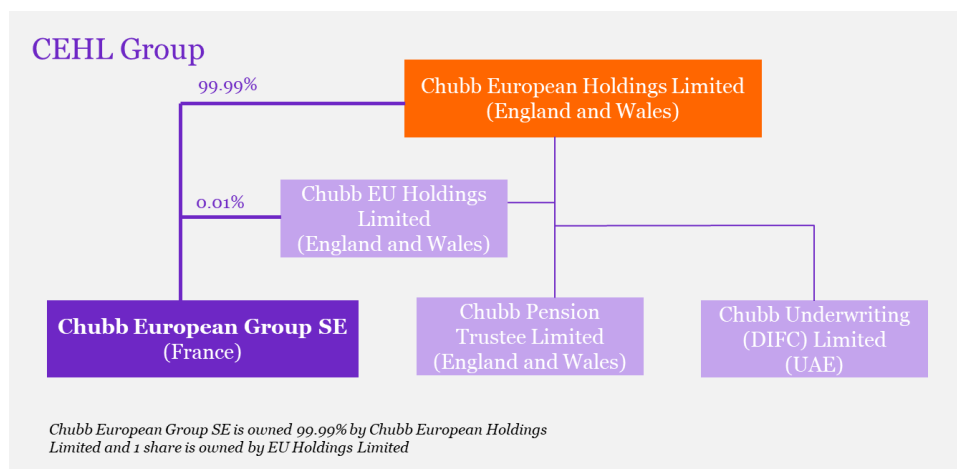 CEHL Group
99.99%
Chubb European Holdings Limited
(England and Wales)
0.01%
Chubb EU Holdings
Limited
(England and Wales)
Chubb European Group SE
(France)
Chubb Pension
Trustee Limited
(England and Wales)
Chubb Underwriting
(DIFC) Limited
(UAE)
Chubb European Group SE is owned 99.99% by Chubb European Holdings
Limited and 1 share is owned by EU Holdings Limited